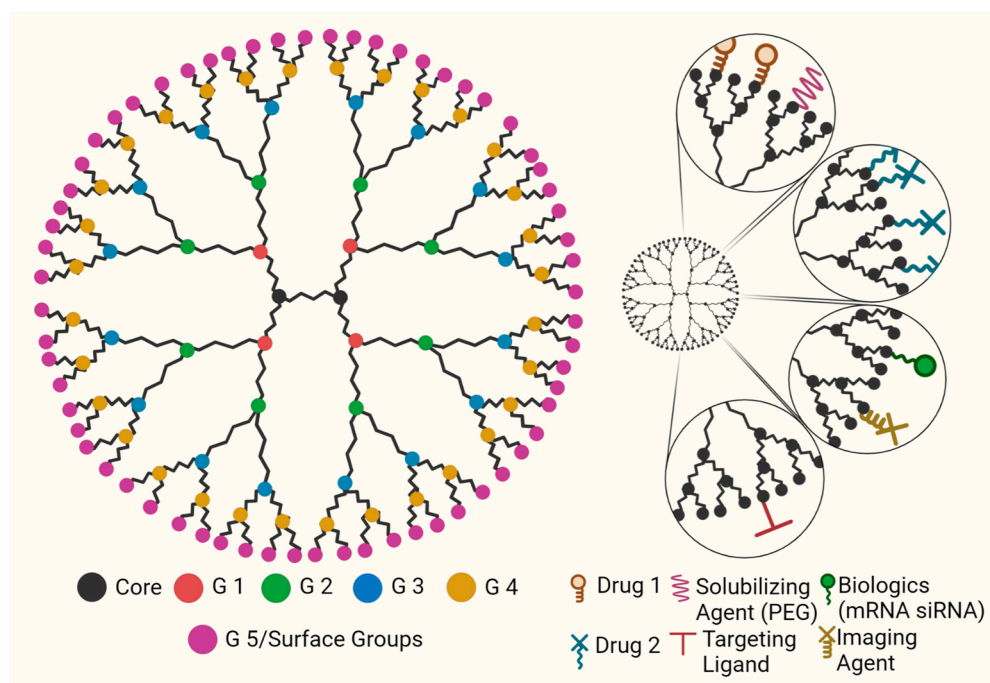 Core
G 1
G 2
G 3
G 4
G 5/Surface Groups
Drug 1
Solubilizing
Agent (PEG)
Biologics
(mRNA siRNA)
Drug 2
Targeting
Ligand
Imaging
Agent